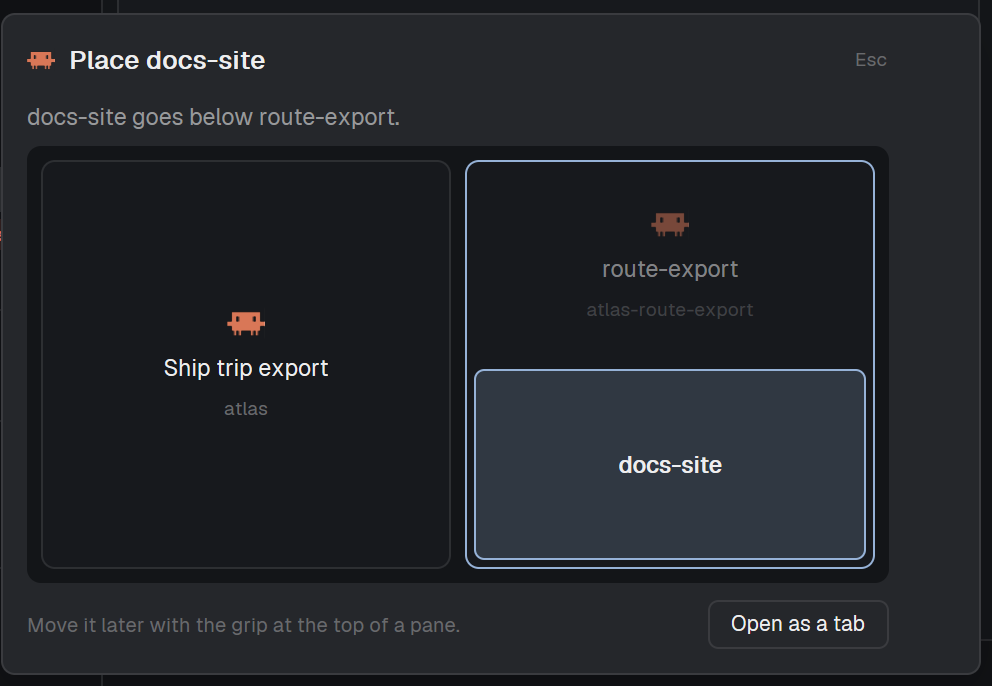 Place docs-site
Esc
docs-site goes below route-export.
Ship trip export
atlas
route-export
atlas-route-export
docs-site
Move it later with the grip at the top of a pane.
Open as a tab